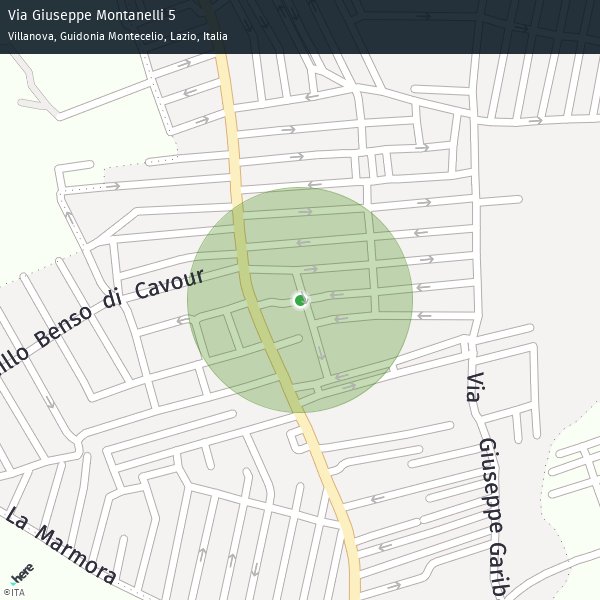 Via Giuseppe Montanelli 5
Villanova, Guidonia Montecelio, Lazio, Italia
illo Benso di Cavour
Via
Giuseppe Garib
La Marmora
here
©ITA